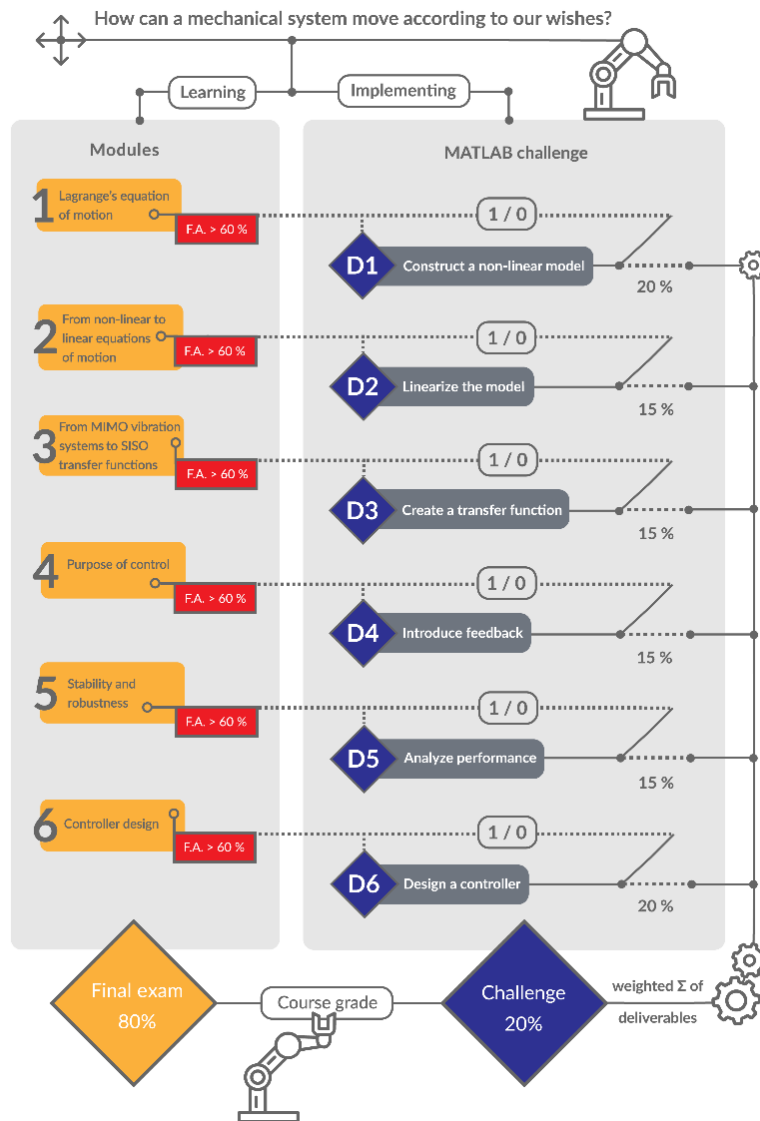 How can a mechanical system move according to our wishes?
Learning
Implementing
Modules
MATLAB challenge
1
Lagrange's equation
of motion
F.A. > 60 %
1 / 0
D1
Construct a non-linear model
20 %
2
From non-linear to
linear equations
of motion
F.A. > 60 %
1 / 0
D2
Linearize the model
15 %
3
From MIMO vibration
systems to SISO
transfer functions
F.A. > 60 %
1 / 0
D3
Create a transfer function
15 %
4
Purpose of control
F.A. > 60 %
1 / 0
D4
Introduce feedback
15 %
5
Stability and
robustness
F.A. > 60 %
1 / 0
D5
Analyze performance
15 %
6
Controller design
F.A. > 60 %
1 / 0
D6
Design a controller
20 %
Final exam
80%
Course grade
Challenge
20%
weighted Σ of
deliverables